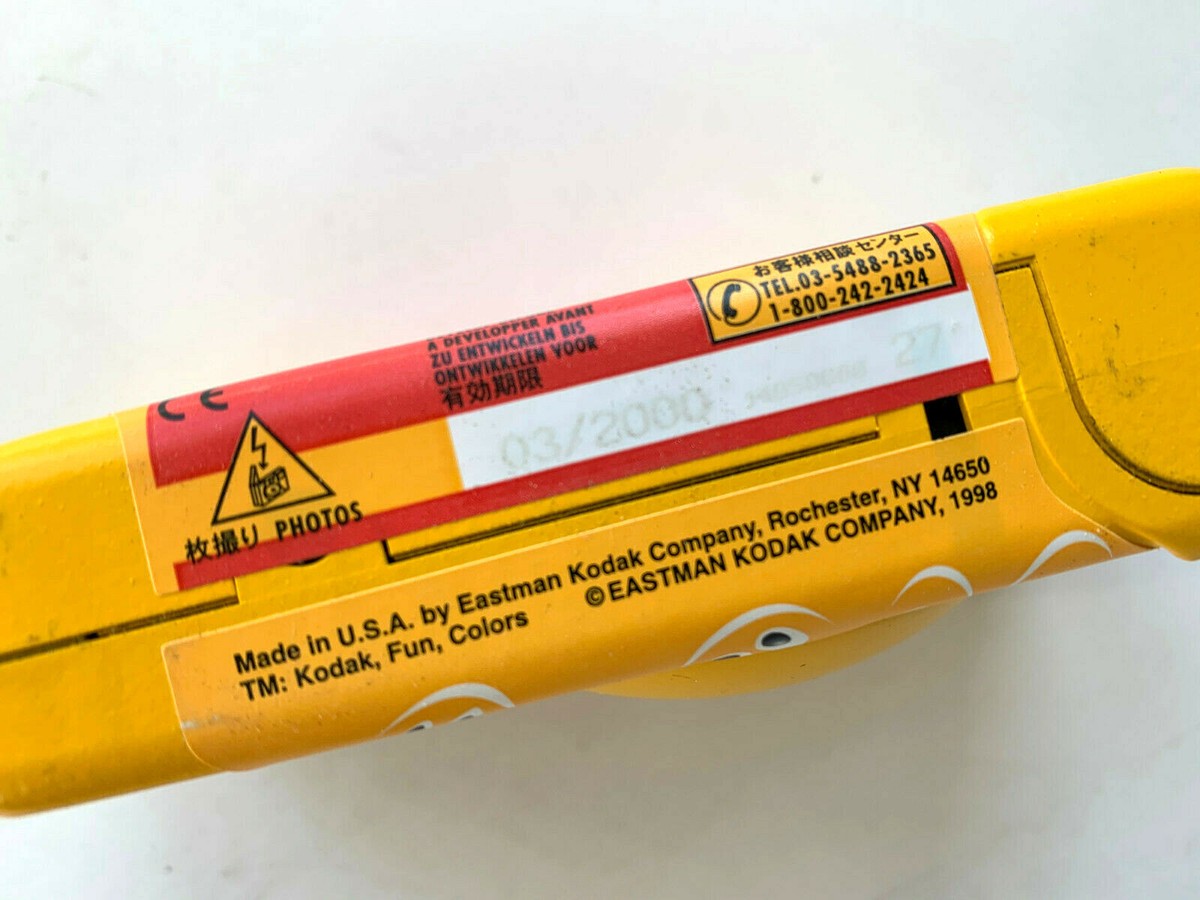 お客様相談センター
TEL.03-5488-2365
1-800-242-2424
CE
A DEVELOPPER AVANT
ZU ENTWICKELN BIS
ONTWIKKELEN VOOR
有効期限
03/2000
27
枚撮り PHOTOS
Made in U.S.A. by Eastman Kodak Company, Rochester, NY 14650
TM: Kodak, Fun, Colors ©EASTMAN KODAK COMPANY, 1998